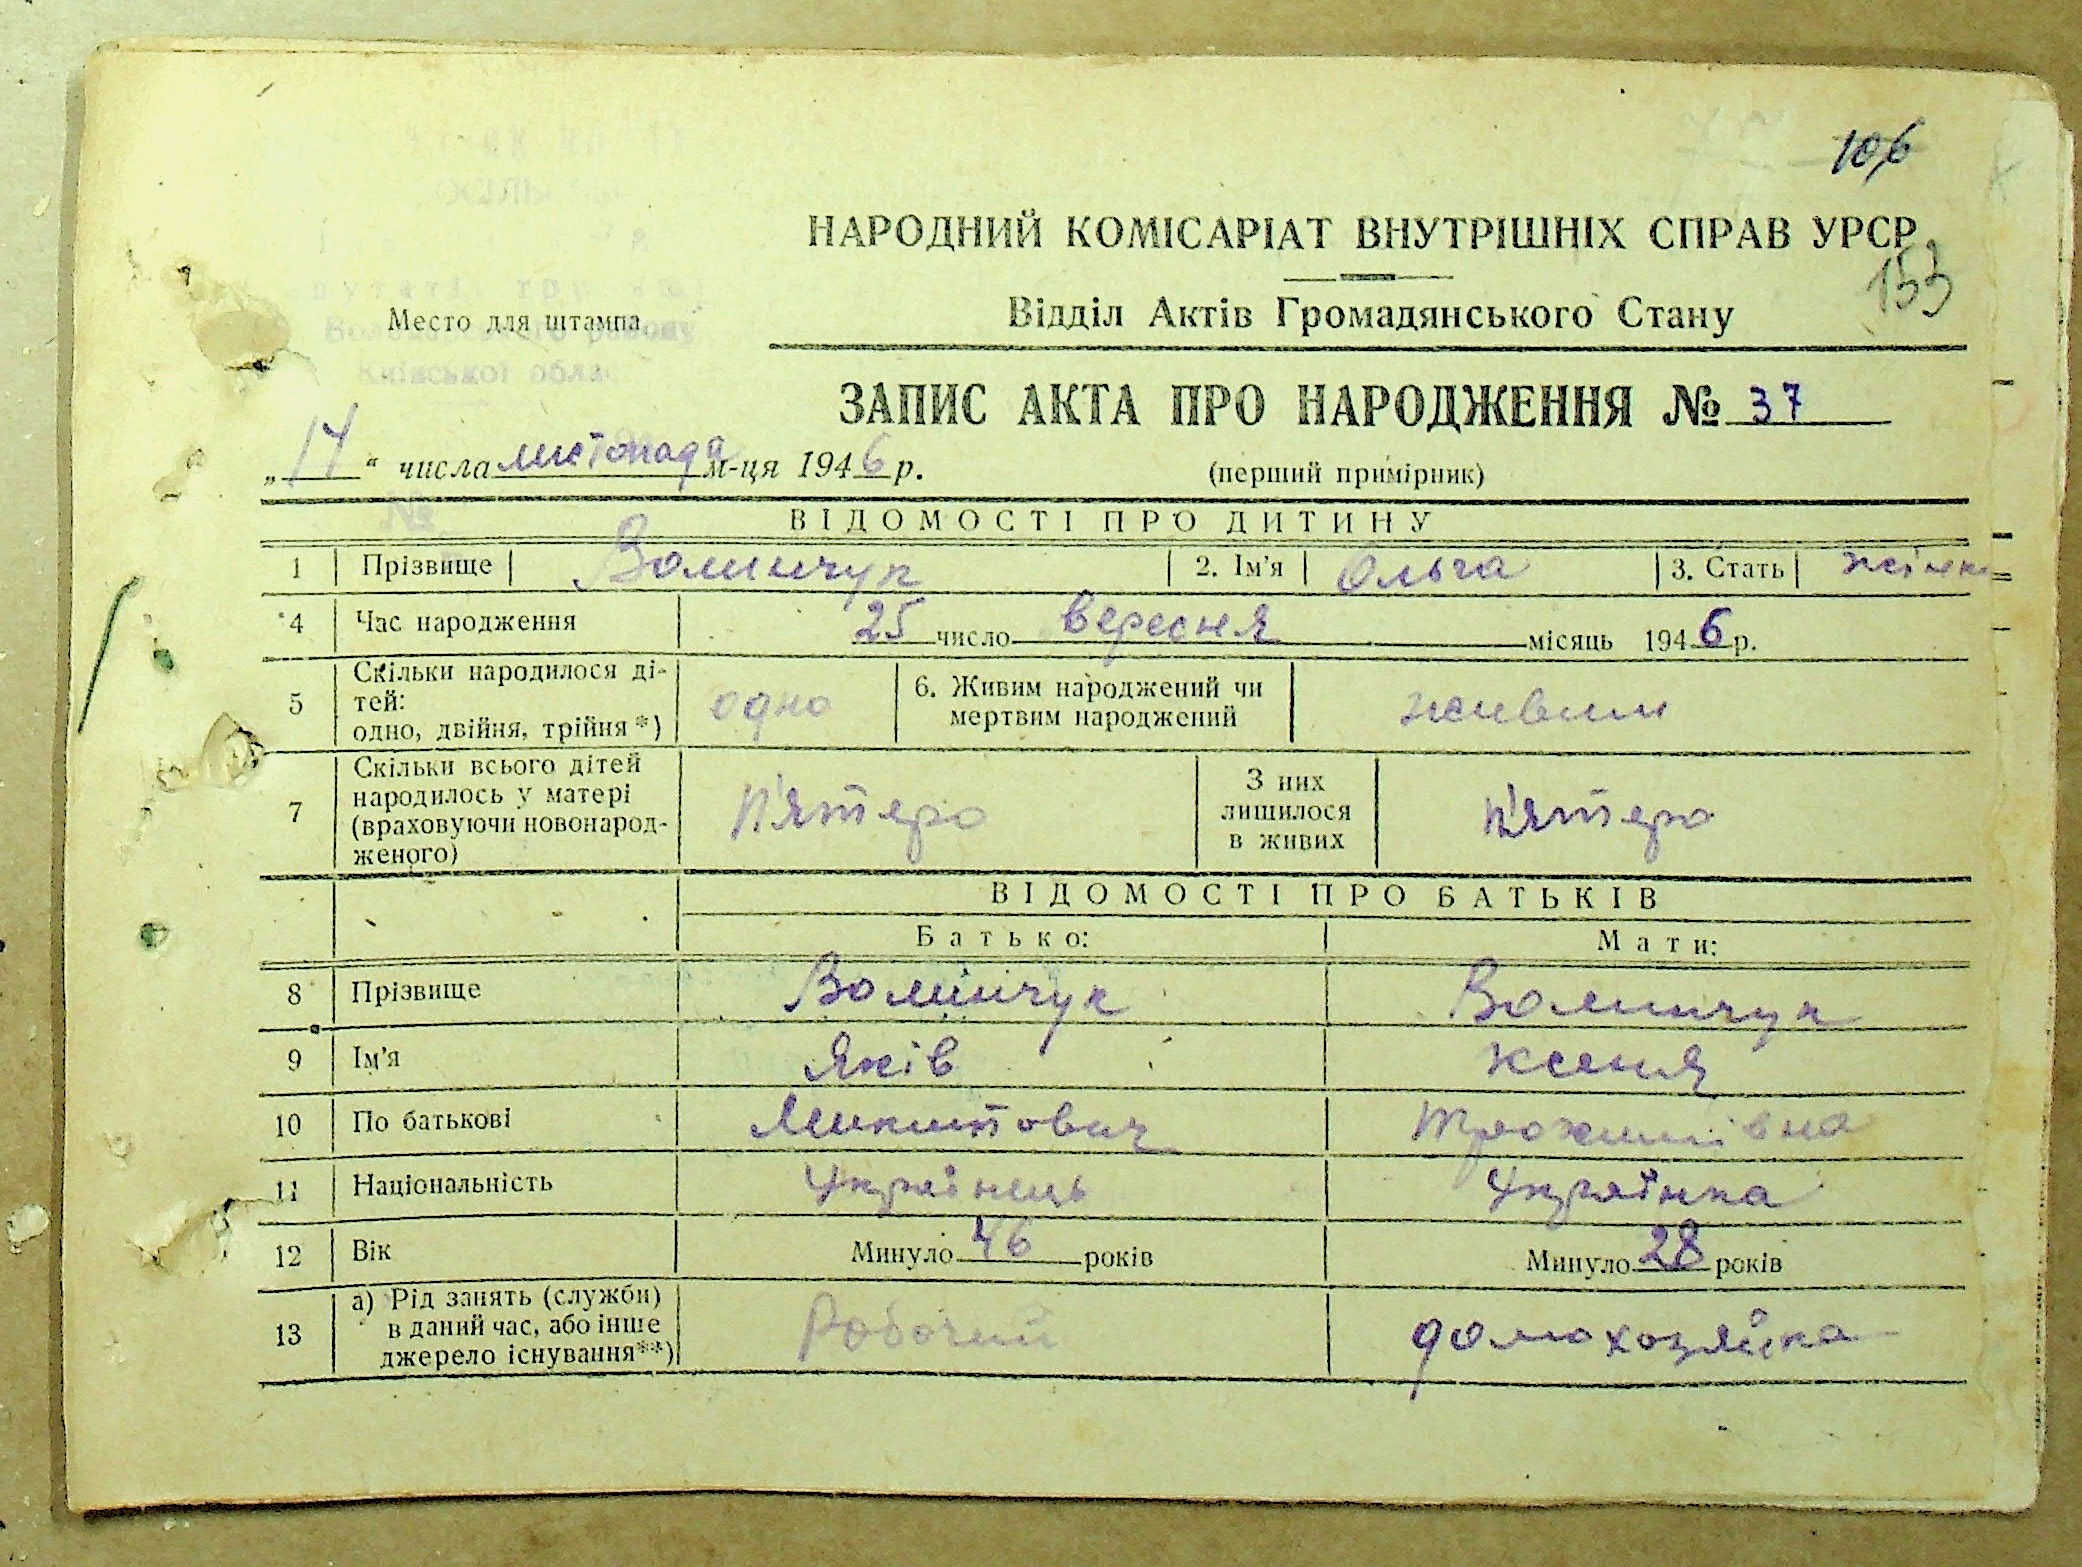 106
НАРОДНИЙ КОМІСАРІАТ ВНУТРІШНІХ СПРАВ УРСР
153
Место для штампа
Відділ Актів Громадянського Стану
ЗАПИС АКТА ПРО НАРОДЖЕННЯ № 37
„14“ числа листопада м-ця 1946 р.
(перший примірник)
ВІДОМОСТІ ПРО ДИТИНУ
1 Прізвище Волинчук 2. Ім'я Ольга 3. Стать жіноч
4 Час народження 25 число вересня місяць 1946 р.
5 Скільки народилося ді-
тей:
одно, двійня, трійня*) одно 6. Живим народжений чи
мертвим народжений живим
7 Скільки всього дітей
народилось у матері
(враховуючи новонарод-
женого) п'ятеро З них
лишилося
в живих п'ятеро
ВІДОМОСТІ ПРО БАТЬКІВ
Батько: Мати:
8 Прізвище Волинчук Волинчук
9 Ім'я Яків Ксеня
10 По батькові Микитович Трохимівна
11 Національність Українець Українка
12 Вік Минуло 46 років Минуло 28 років
13 а) Рід занять (служби)
в даний час, або інше
джерело існування**) Робочий домохозяйка